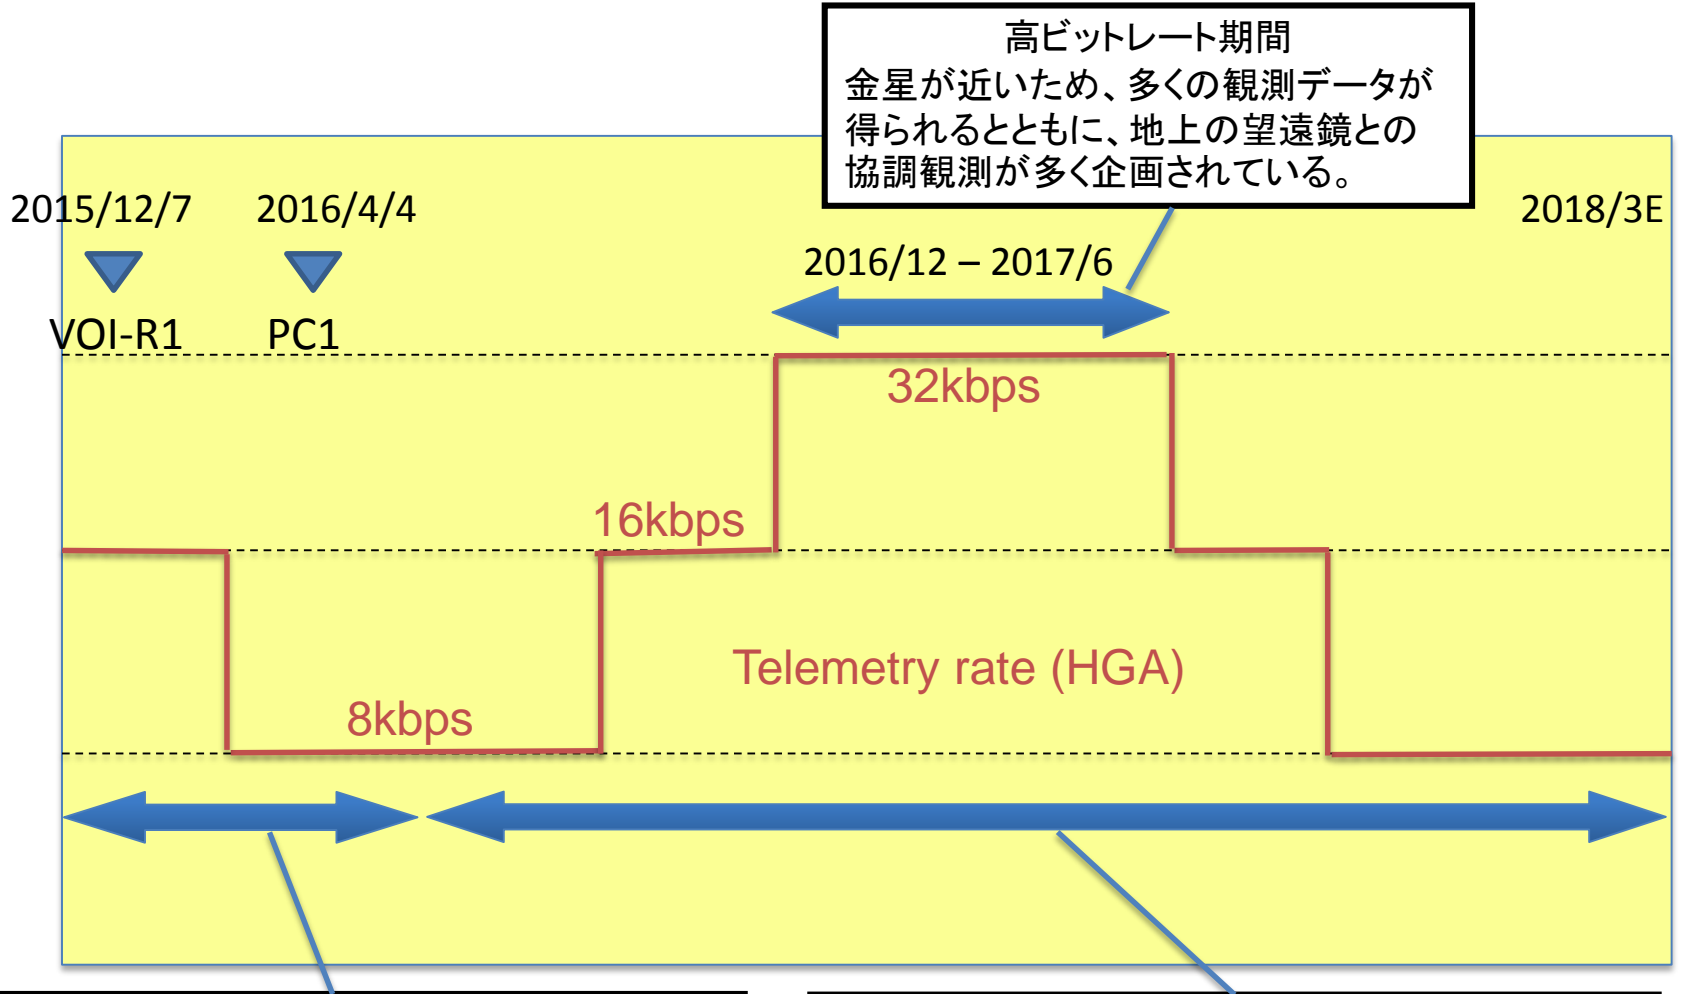 高ビットレート期間
金星が近いため、多くの観測データが
得られるとともに、地上の望遠鏡との
協調観測が多く企画されている。
2015/12/7
2016/4/4
2018/3E
2016/12 – 2017/6
VOI-R1
PC1
32kbps
16kbps
Telemetry rate (HGA)
8kbps